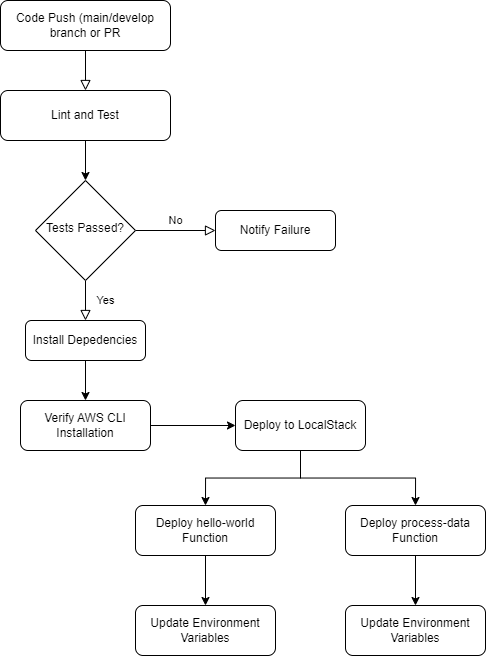 Code Push (main/develop
branch or PR
Lint and Test
Tests Passed?
No
Notify Failure
Yes
Install Depedencies
Verify AWS CLI
Installation
Deploy to LocalStack
Deploy hello-world
Function
Deploy process-data
Function
Update Environment
Variables
Update Environment
Variables